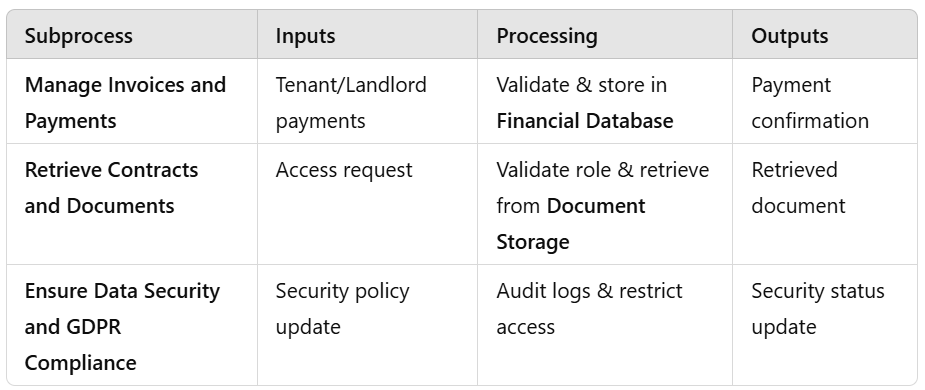 Subprocess Inputs Processing Outputs
Manage Invoices and Tenant/Landlord Validate & store in Payment
Payments payments Financial Database confirmation
Retrieve Contracts Access request Validate role & retrieve Retrieved
and Documents from Document document
Storage
Ensure Data Security Security policy Audit logs & restrict Security status
and GDPR update access update
Compliance